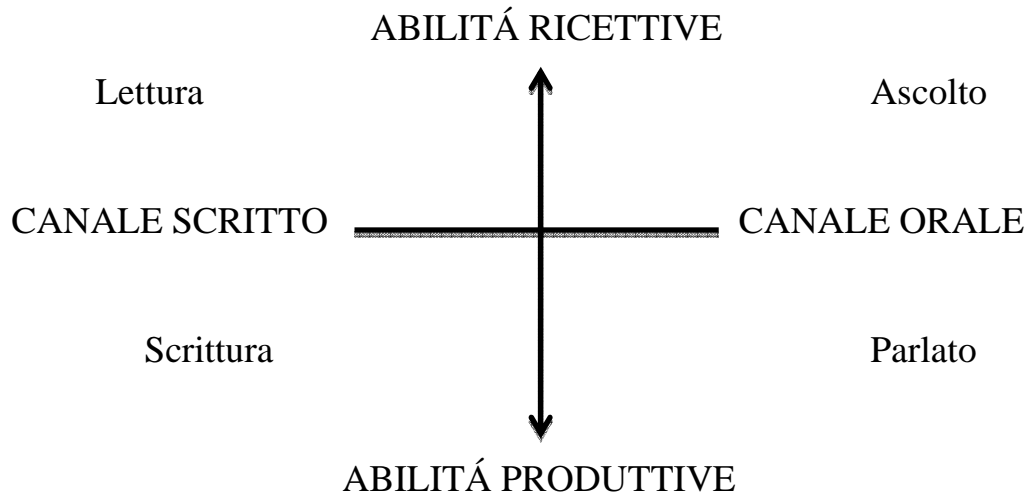 ABILITÁ RICETTIVE
Lettura
Ascolto
CANALE SCRITTO
CANALE ORALE
Scrittura
Parlato
ABILITÁ PRODUTTIVE